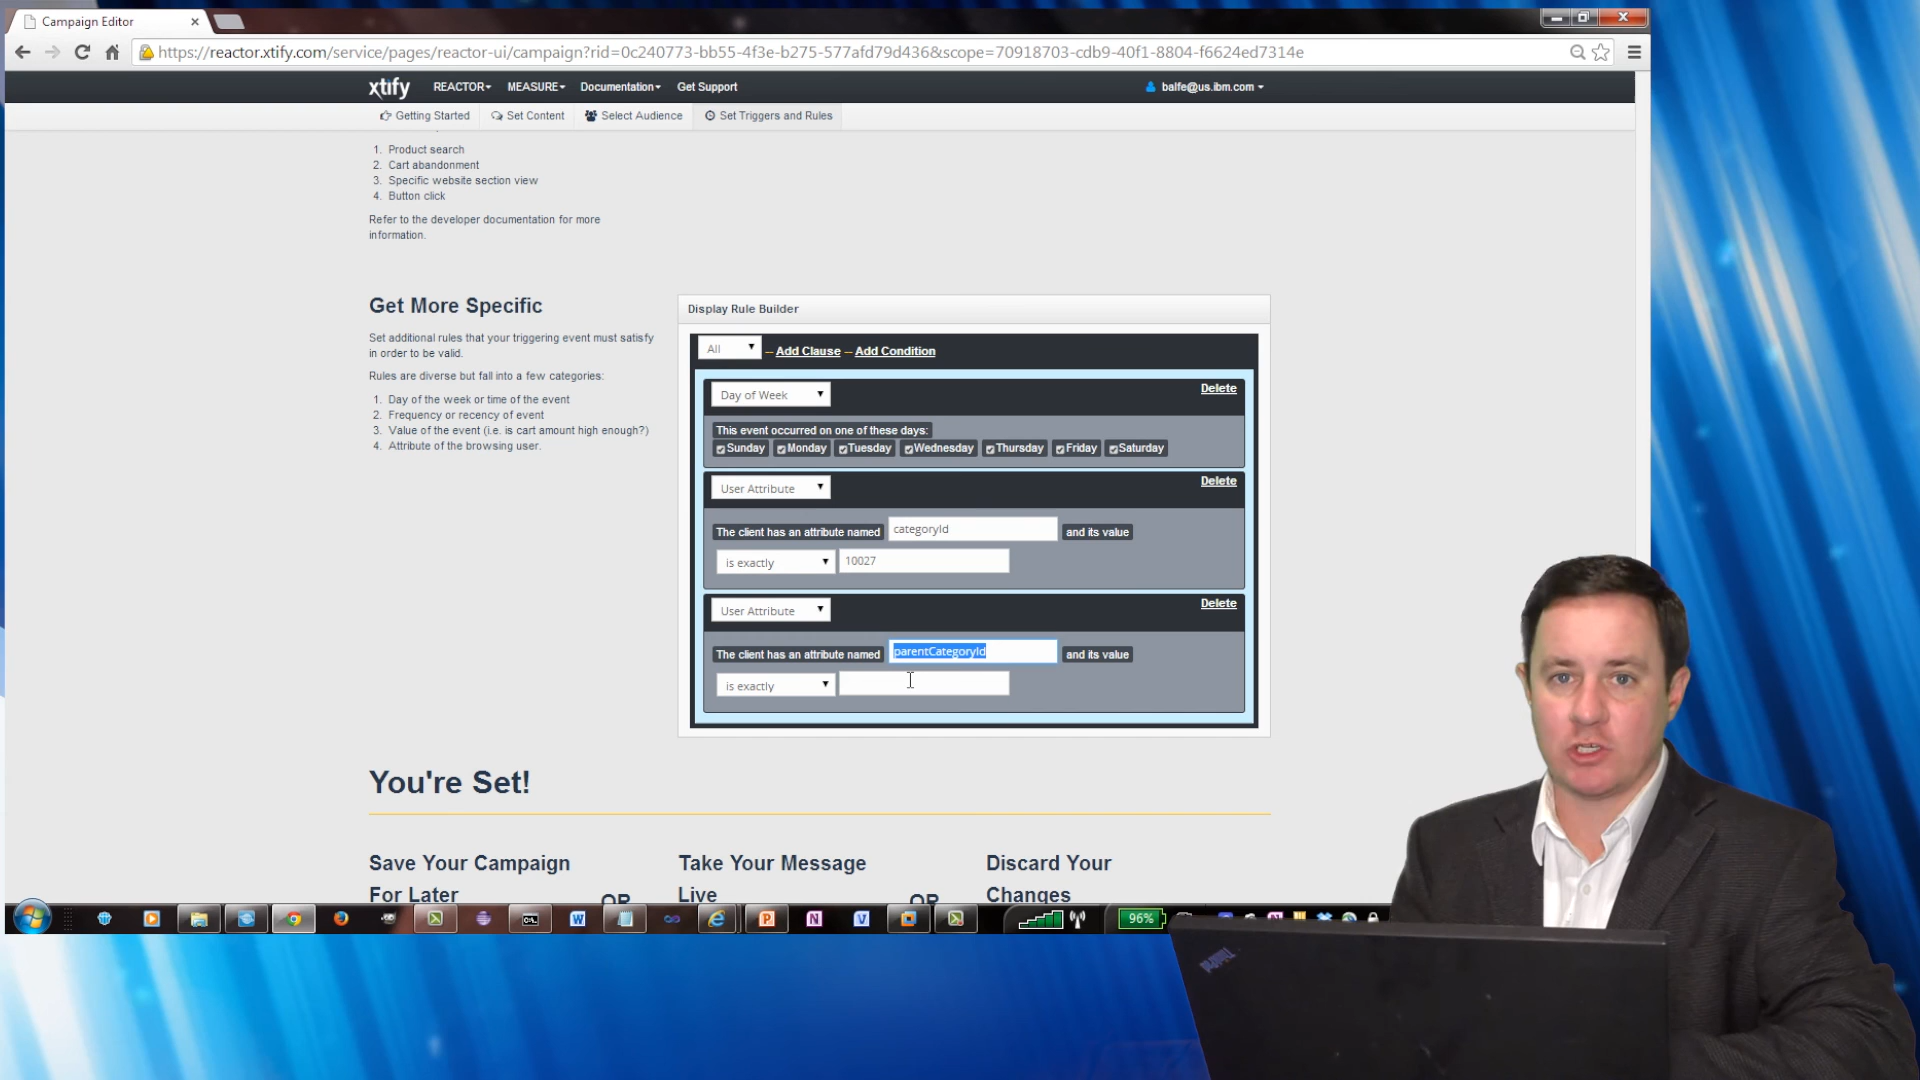 Campaign Editor
https://reactor.xtify.com/service/pages/reactor-ui/campaign?rid=0c240773-bb55-4f3e-b275-577afd79d436&scope=70918703-cdb9-40f1-8804-f6624ed7314e
xtify REACTOR MEASURE Documentation Get Support balfe@us.ibm.com
Getting Started Set Content Select Audience Set Triggers and Rules
1. Product search
2. Cart abandonment
3. Specific website section view
4. Button click
Refer to the developer documentation for more
information.
Get More Specific
Set additional rules that your triggering event must satisfy
in order to be valid.
Rules are diverse but fall into a few categories:
1. Day of the week or time of the event
2. Frequency or recency of event
3. Value of the event (i.e. is cart amount high enough?)
4. Attribute of the browsing user.
Display Rule Builder
All – Add Clause – Add Condition
Day of Week Delete
This event occurred on one of these days:
Sunday Monday Tuesday Wednesday Thursday Friday Saturday
User Attribute Delete
The client has an attribute named categoryId and its value
is exactly 10027
User Attribute Delete
The client has an attribute named parentCategoryId and its value
is exactly
You're Set!
Save Your Campaign
For Later
OR
Take Your Message
Live
OR
Discard Your
Changes
96%
ThinkPad